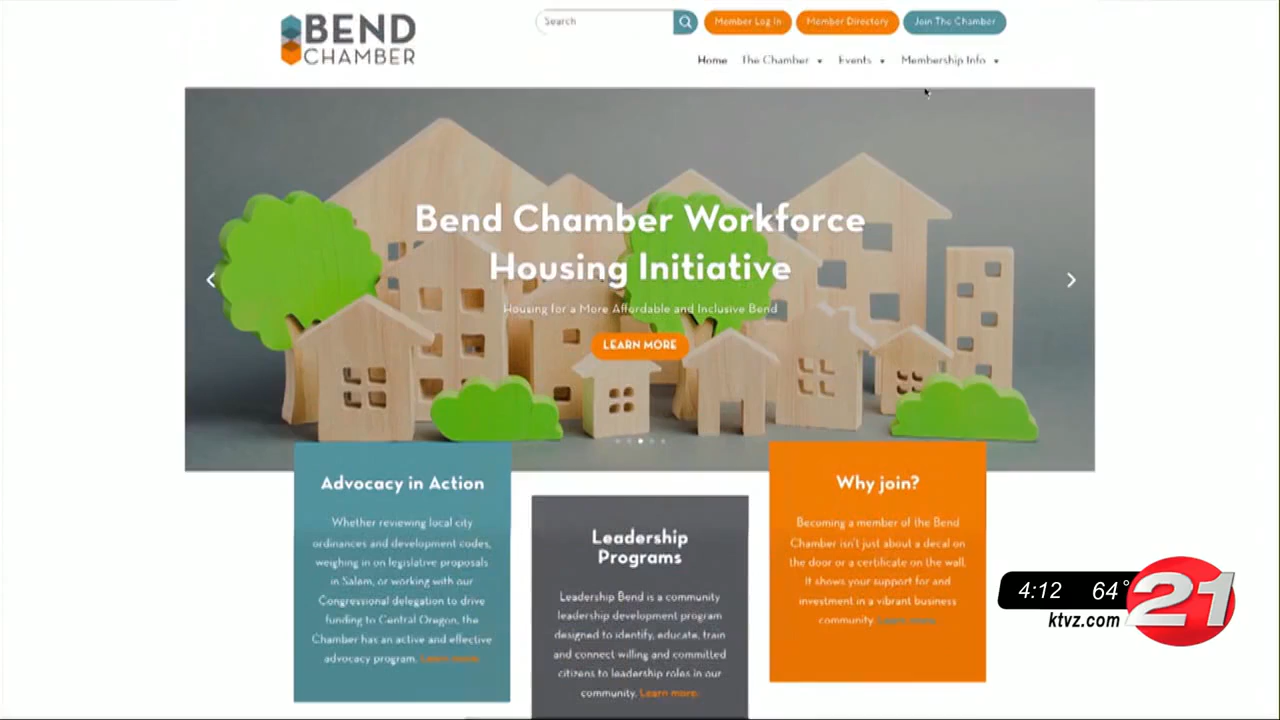 BEND
CHAMBER
Search
Member Log In
Member Directory
Join The Chamber
Home
The Chamber
Events
Membership Info
Bend Chamber Workforce
Housing Initiative
Housing for a More Affordable and Inclusive Bend
LEARN MORE
Advocacy in Action
Whether reviewing local city
ordinances and development codes,
weighing in on legislative proposals
in Salem, or working with our
Congressional delegation to drive
funding to Central Oregon, the
Chamber has an active and effective
advocacy program. Learn more.
Leadership
Programs
Leadership Bend is a community
leadership development program
designed to identify, educate, train
and connect willing and committed
citizens to leadership roles in our
community. Learn more.
Why join?
Becoming a member of the Bend
Chamber isn't just about a decal on
the door or a certificate on the wall.
It shows your support for and
investment in a vibrant business
community. Learn more.
4:12 64°
21
ktvz.com